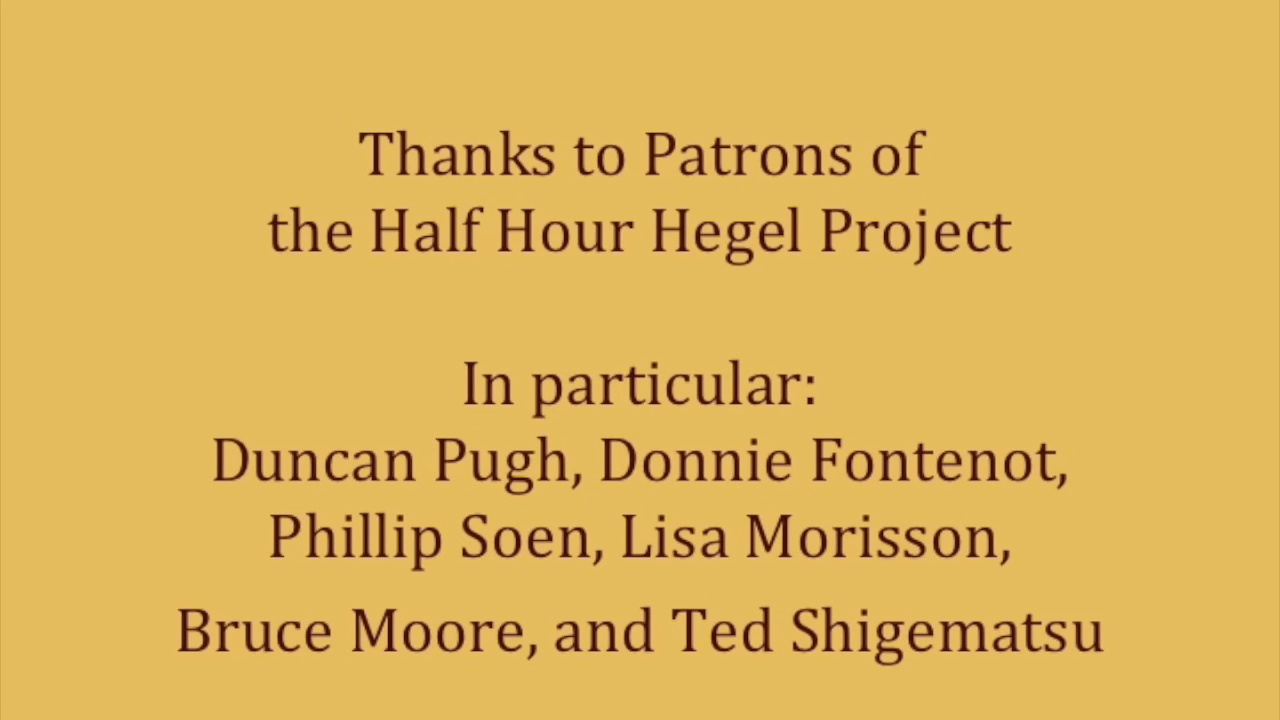 Thanks to Patrons of
the Half Hour Hegel Project
In particular:
Duncan Pugh, Donnie Fontenot,
Phillip Soen, Lisa Morisson,
Bruce Moore, and Ted Shigematsu